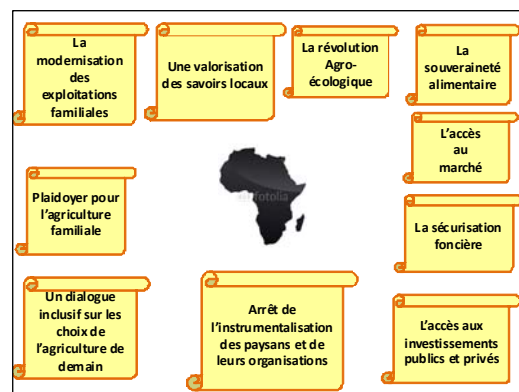 La
modernisation
des
exploitations
familiales
Une valorisation
des savoirs locaux
La révolution
Agro-
écologique
La
souveraineté
alimentaire
L'accès
au
marché
Plaidoyer pour
l'agriculture
familiale
fotolia
La sécurisation
foncière
Un dialogue
inclusif sur les
choix de
l'agriculture de
demain
Arrêt de
l'instrumentalisation
des paysans et de
leurs organisations
L'accès aux
investissements
publics et privés